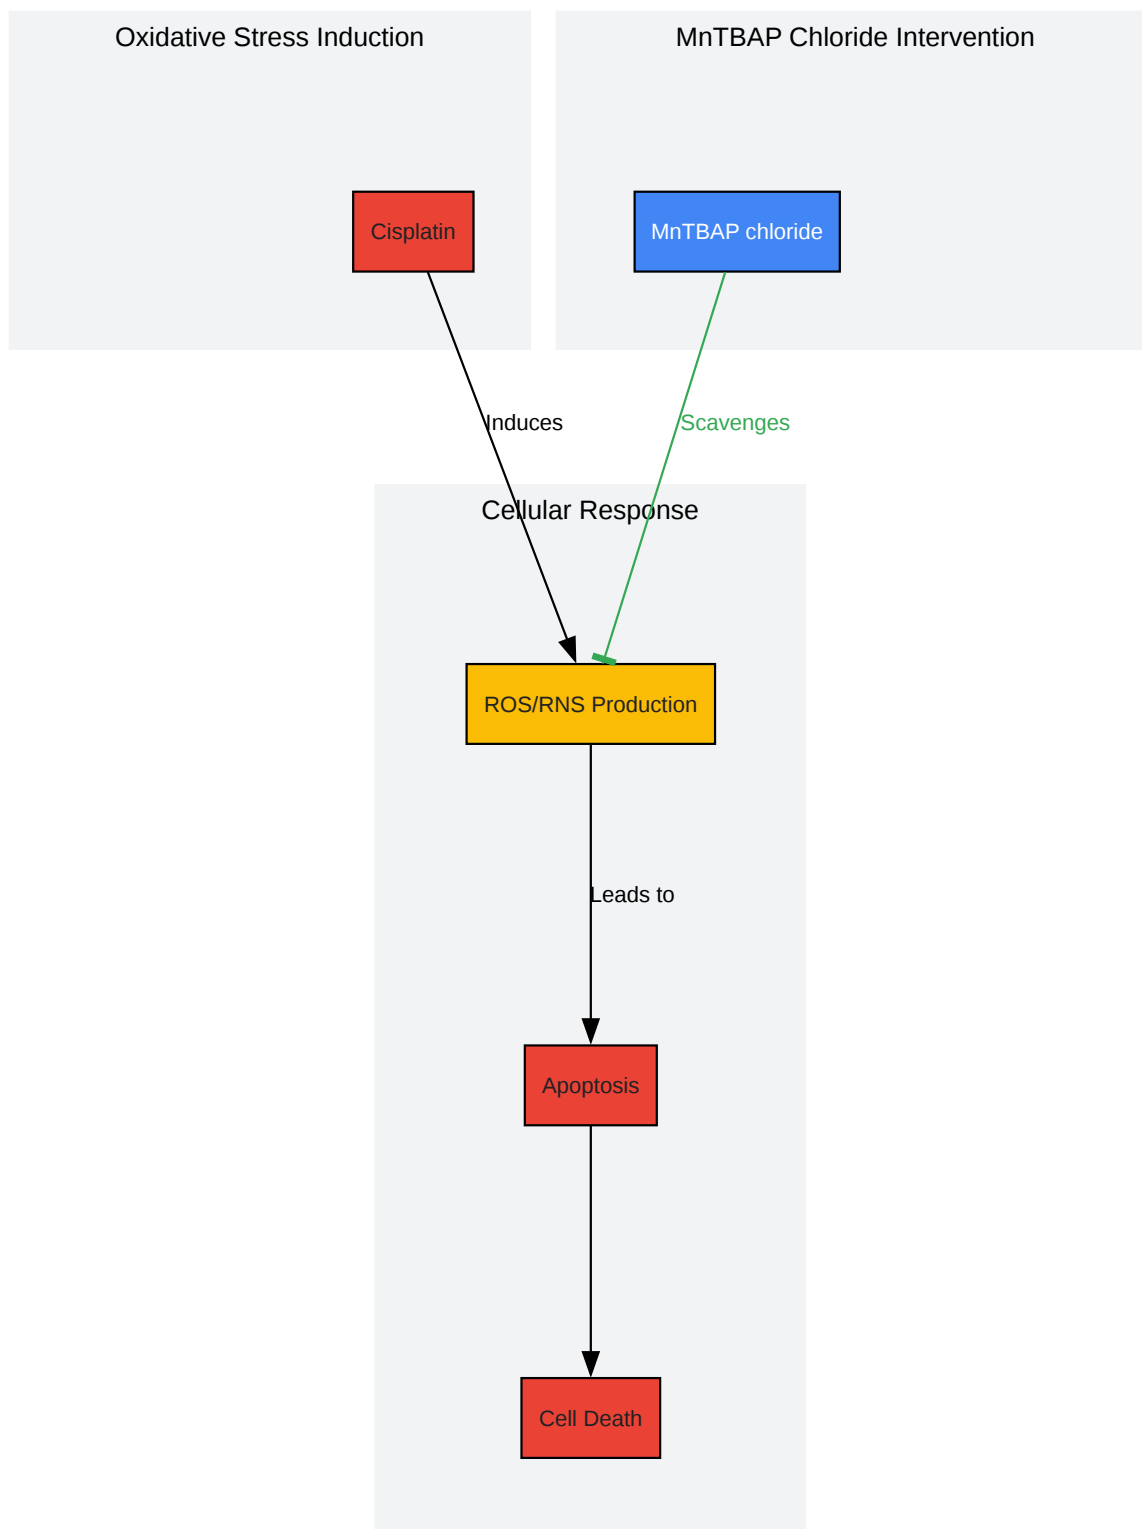 Oxidative Stress Induction
MnTBAP Chloride Intervention
Cisplatin
MnTBAP chloride
Induces
Scavenges
Cellular Response
ROS/RNS Production
Leads to
Apoptosis
Cell Death